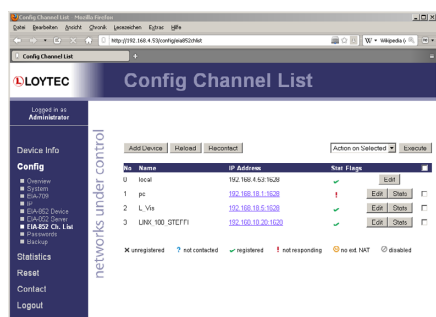 Config Channel List - Mozilla Firefox
Datei Bearbeiten Ansicht Chronik Lesezeichen Extras Hilfe
http://192.168.4.53/config/eia852chlist
Wikipedia
Config Channel List
LOYTEC
Config Channel List
Logged in as
Administrator
Device Info
Config
Overview
System
EIA-709
IP
EIA-852 Device
EIA-852 Server
EIA-852 Ch. List
Passwords
Backup
Statistics
Reset
Contact
Logout
networks under control
Add Device Reload Recontact Action on Selected Execute
No Name IP Address Stat Flags
0 local 192.168.4.53:1628 Edit
1 pc 192.168.18.1:1628 Edit Stats
2 L_Vis 192.168.18.5:1628 Edit Stats
3 LINX_100_STEFFI 192.168.10.20:1628 Edit Stats
unregistered ? not contacted registered ! not responding no ext. NAT disabled